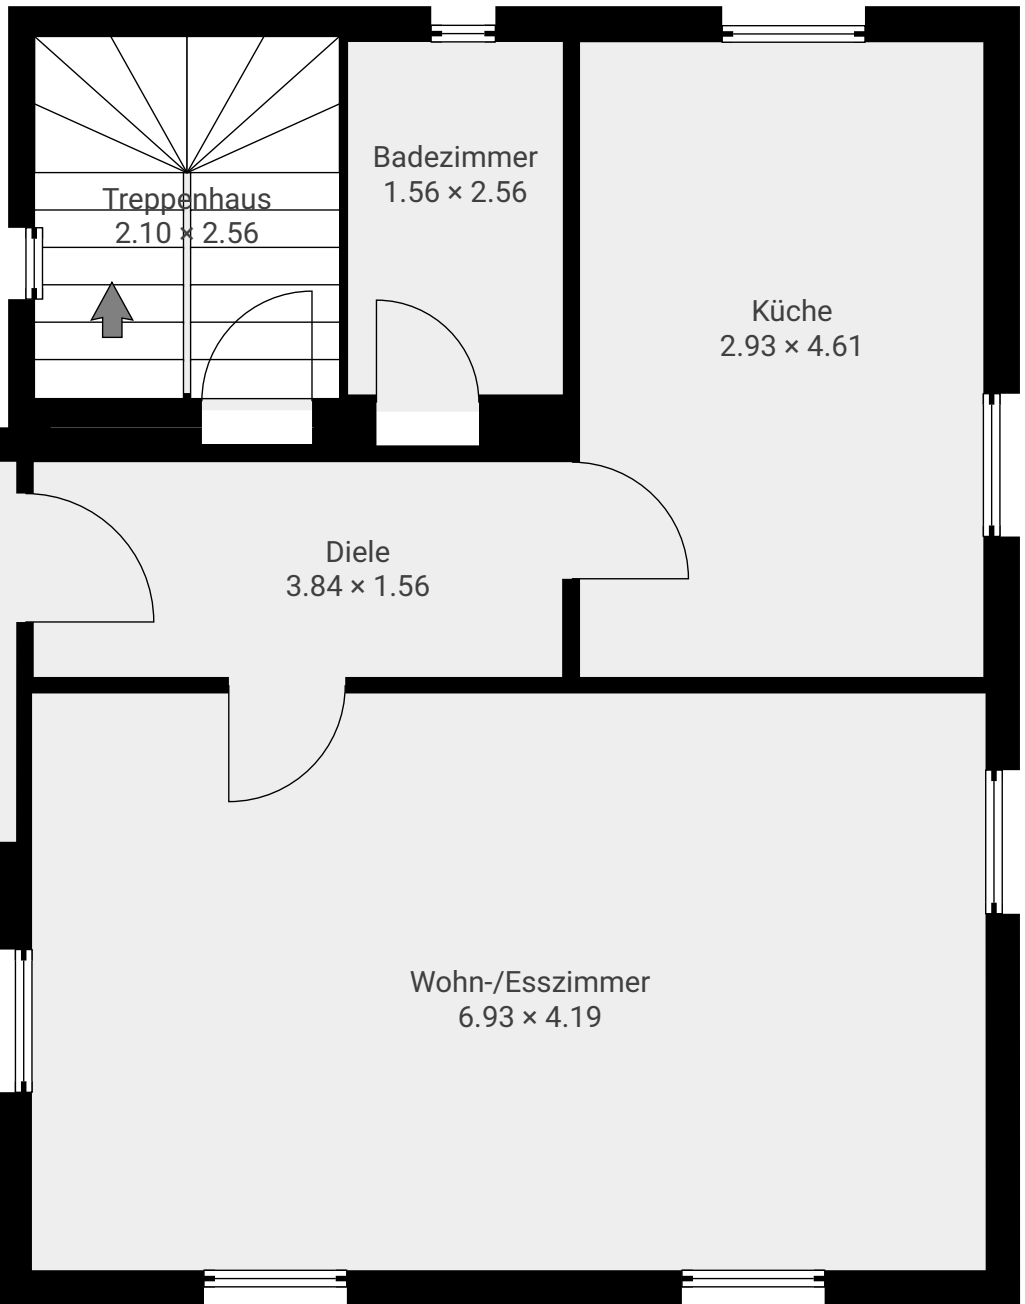 Badezimmer
1.56 × 2.56
Treppenhaus
2.10 × 2.56
Küche
2.93 × 4.61
Diele
3.84 × 1.56
Wohn-/Esszimmer
6.93 × 4.19